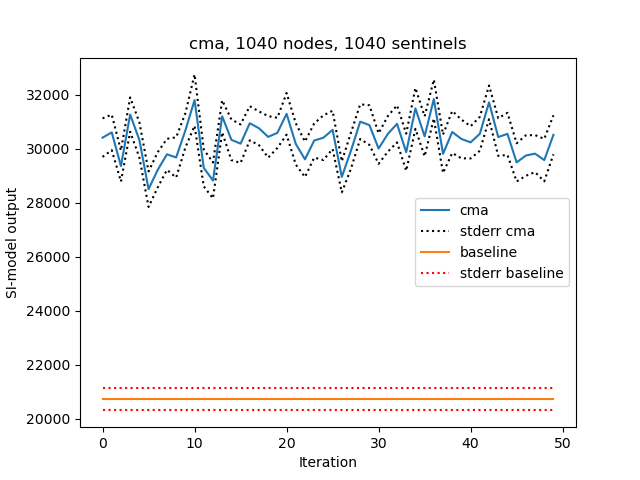 cma, 1040 nodes, 1040 sentinels
SI-model output
32000
30000
28000
26000
24000
22000
20000
cma
stderr cma
baseline
stderr baseline
0
10
20
30
40
50
Iteration